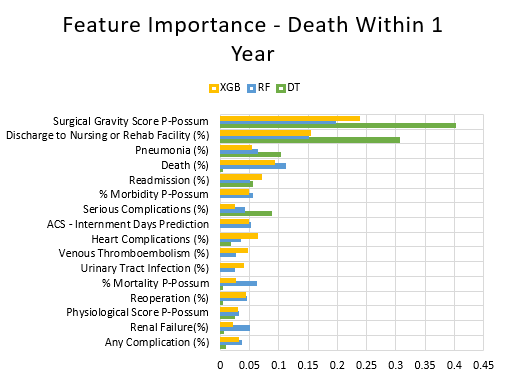 Feature Importance - Death Within 1
Year
XGB RF DT
Surgical Gravity Score P-Possum
Discharge to Nursing or Rehab Facility (%)
Pneumonia (%)
Death (%)
Readmission (%)
% Morbidity P-Possum
Serious Complications (%)
ACS - Internment Days Prediction
Heart Complications (%)
Venous Thromboembolism (%)
Urinary Tract Infection (%)
% Mortality P-Possum
Reoperation (%)
Physiological Score P-Possum
Renal Failure(%)
Any Complication (%)
0 0.05 0.1 0.15 0.2 0.25 0.3 0.35 0.4 0.45